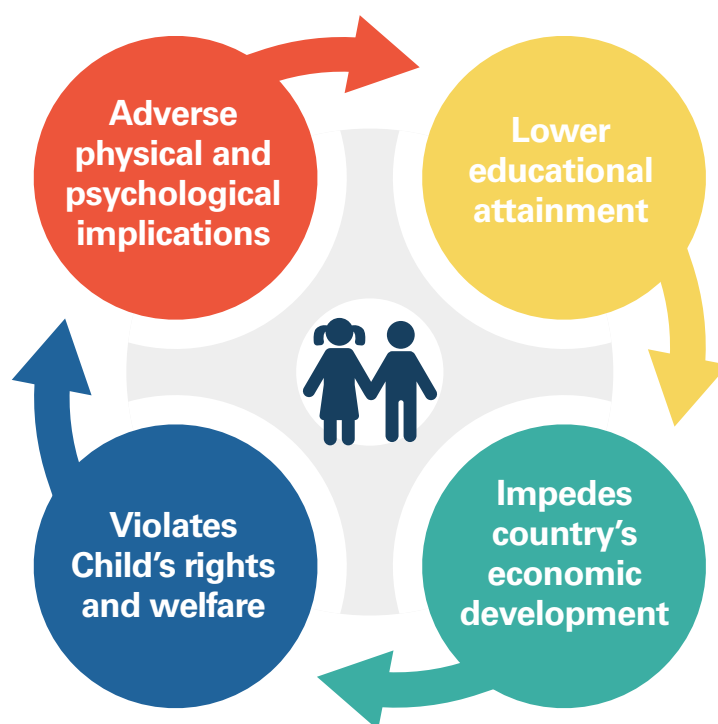 Adverse
physical and
psychological
implications
Lower
educational
attainment
Impedes
country’s
economic
development
Violates
Child’s rights
and welfare